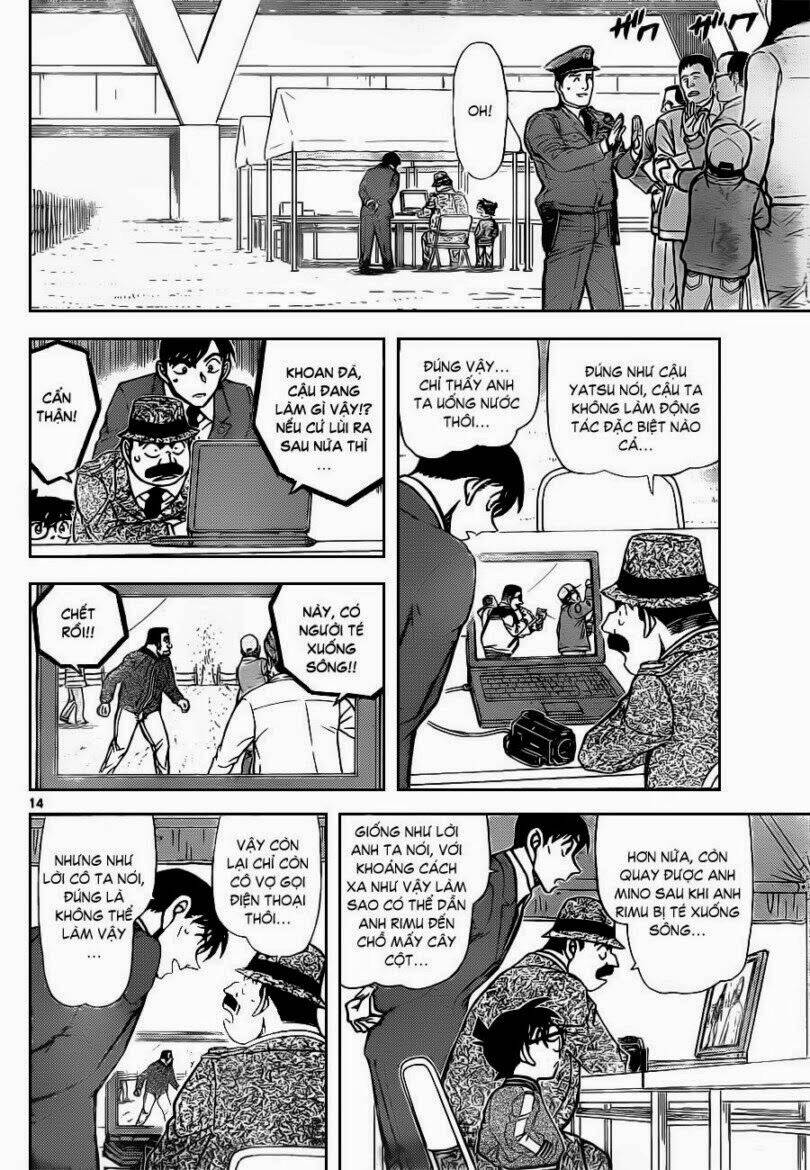 ザワ
ザワ
OH!
ĐÚNG NHƯ CẬU
YATSU NÓI, CẬU TA
KHÔNG LÀM ĐỘNG
TÁC ĐẶC BIỆT NÀO
CẢ...
ĐÚNG VẬY...
CHỈ THẤY ANH
TA UỐNG NƯỚC
THÔI...
KHOAN ĐÃ,
CẬU ĐANG
LÀM GÌ VẬY!?
NẾU CỨ LÙI RA
SAU NỮA THÌ
...
CẨN
THẬN!
NÀY, CÓ
NGƯỜI TÉ
XUỐNG
SÔNG!!
CHẾT
RỒI!!
14
HƠN NỮA, CÒN
QUAY ĐƯỢC ANH
MINO SAU KHI ANH
RIMU BỊ TÉ XUỐNG
SÔNG...
GIỐNG NHƯ LỜI
ANH TA NÓI, VỚI
KHOẢNG CÁCH
XA NHƯ VẬY LÀM
SAO CÓ THỂ DẪN
ANH RIMU ĐẾN
CHỖ MẤY CÂY
CỘT...
VẬY CÒN
LẠI CHỈ CÒN
CÔ VỢ GỌI
ĐIỆN THOẠI
THÔI...
NHƯNG NHƯ
LỜI CÔ TA NÓI,
ĐÚNG LÀ
KHÔNG THỂ
LÀM VẬY
...